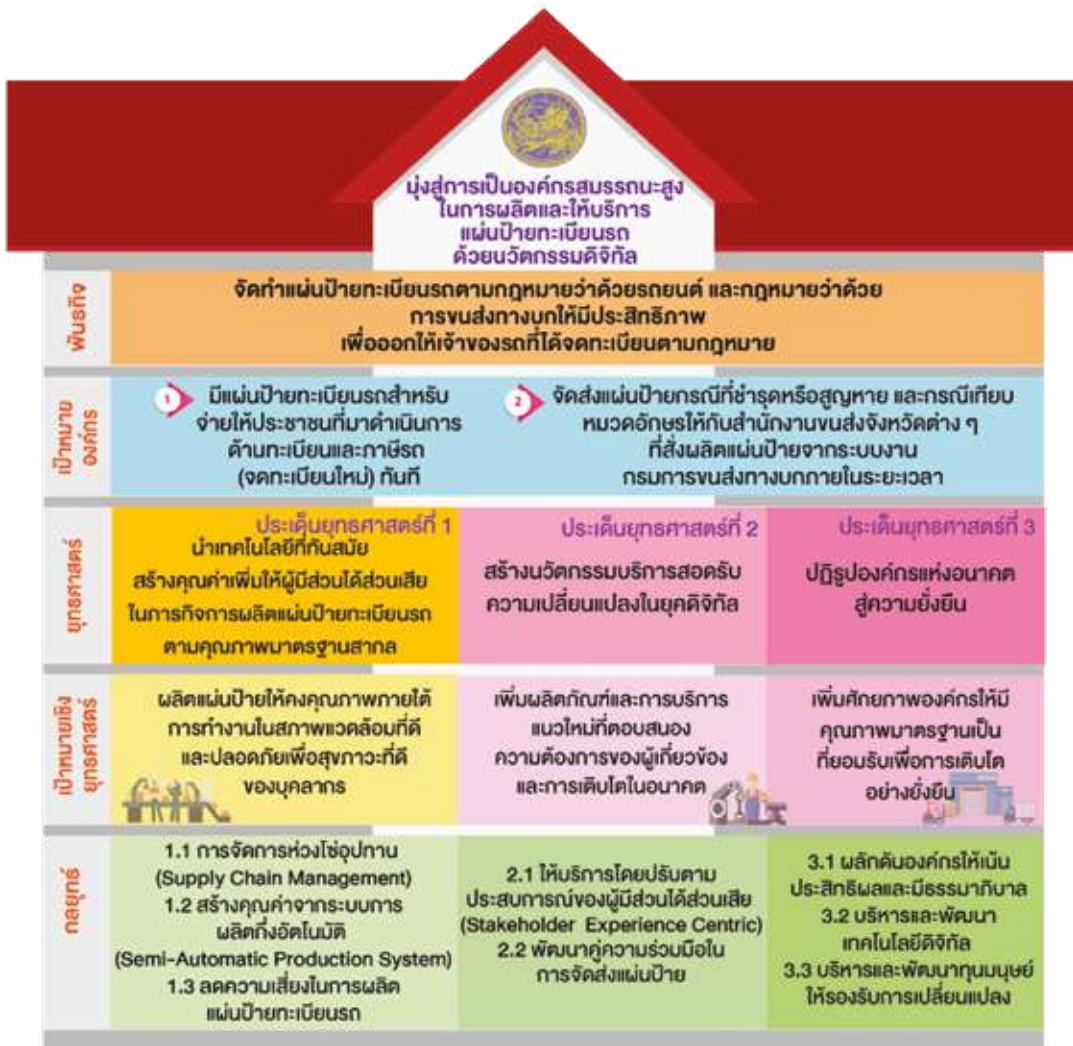 มุ่งสู่การเป็นองค์กรสมรรถนะสูง
ในการผลิตและให้บริการ
แผ่นป้ายทะเบียนรถ
ด้วยนวัตกรรมดิจิทัล
พันธกิจ
จัดทำแผ่นป้ายทะเบียนรถตามกฎหมายว่าด้วยรถยนต์ และกฎหมายว่าด้วย
การขนส่งทางบกให้มีประสิทธิภาพ
เพื่อออกให้เจ้าของรถที่ได้จดทะเบียนตามกฎหมาย
เป้าหมาย
องค์กร
1
มีแผ่นป้ายทะเบียนรถสำหรับ
จ่ายให้ประชาชนที่มาดำเนินการ
ด้านทะเบียนและภาษีรถ
(จดทะเบียนใหม่) ทันที
2
จัดส่งแผ่นป้ายกรณีที่ชำรุดหรือสูญหาย และกรณีเทียบ
หมวดอักษรให้กับสำนักงานขนส่งจังหวัดต่าง ๆ
ที่สั่งผลิตแผ่นป้ายจากระบบงาน
กรมการขนส่งทางบกภายในระยะเวลา
ยุทธศาสตร์
ประเด็นยุทธศาสตร์ที่ 1
นำเทคโนโลยีที่ทันสมัย
สร้างคุณค่าเพิ่มให้ผู้มีส่วนได้ส่วนเสีย
ในภารกิจการผลิตแผ่นป้ายทะเบียนรถ
ตามคุณภาพมาตรฐานสากล
ประเด็นยุทธศาสตร์ที่ 2
สร้างนวัตกรรมบริการสอดรับ
ความเปลี่ยนแปลงในยุคดิจิทัล
ประเด็นยุทธศาสตร์ที่ 3
ปฏิรูปองค์กรแห่งอนาคต
สู่ความยั่งยืน
เป้าหมายเชิง
ยุทธศาสตร์
ผลิตแผ่นป้ายให้คงคุณภาพภายใต้
การทำงานในสภาพแวดล้อมที่ดี
และปลอดภัยเพื่อสุขภาวะที่ดี
ของบุคลากร
เพิ่มผลิตภัณฑ์และการบริการ
แนวใหม่ที่ตอบสนอง
ความต้องการของผู้เกี่ยวข้อง
และการเติบโตในอนาคต
เพิ่มศักยภาพองค์กรให้มี
คุณภาพมาตรฐานเป็น
ที่ยอมรับเพื่อการเติบโต
อย่างยั่งยืน
กลยุทธ์
1.1 การจัดการห่วงโซ่อุปทาน
(Supply Chain Management)
1.2 สร้างคุณค่าจากระบบการ
ผลิตกึ่งอัตโนมัติ
(Semi-Automatic Production System)
1.3 ลดความเสี่ยงในการผลิต
แผ่นป้ายทะเบียนรถ
2.1 ให้บริการโดยปรับตาม
ประสบการณ์ของผู้มีส่วนได้ส่วนเสีย
(Stakeholder Experience Centric)
2.2 พัฒนาคู่ความร่วมมือใน
การจัดส่งแผ่นป้าย
3.1 ผลักดันองค์กรให้เน้น
ประสิทธิผลและมีธรรมาภิบาล
3.2 บริหารและพัฒนา
เทคโนโลยีดิจิทัล
3.3 บริหารและพัฒนาทุนมนุษย์
ให้รองรับการเปลี่ยนแปลง